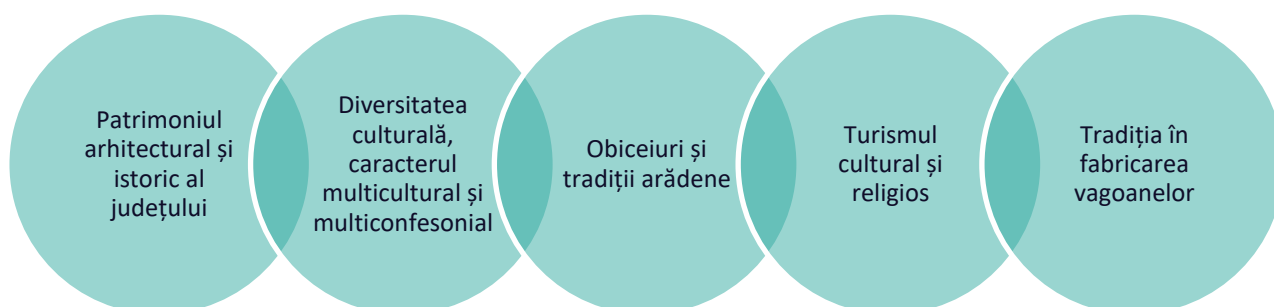 Patrimoniul
arhitectural și
istoric al
județului
Diversitatea
culturală,
caracterul
multicultural și
multiconfesonial
Obiceiuri și
tradiții arădene
Turismul
cultural și
religios
Tradiția în
fabricarea
vagoanelor